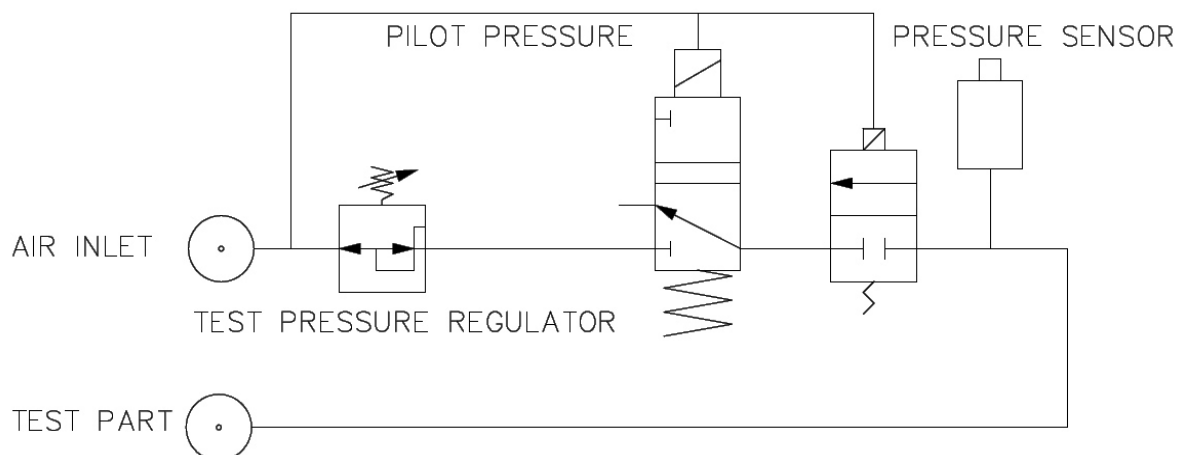 PILOT PRESSURE
PRESSURE SENSOR
AIR INLET
TEST PRESSURE REGULATOR
TEST PART